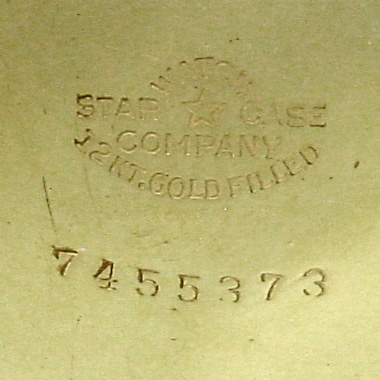 WATCH
STAR CASE
COMPANY
12 KT. GOLD FILLED
7455373